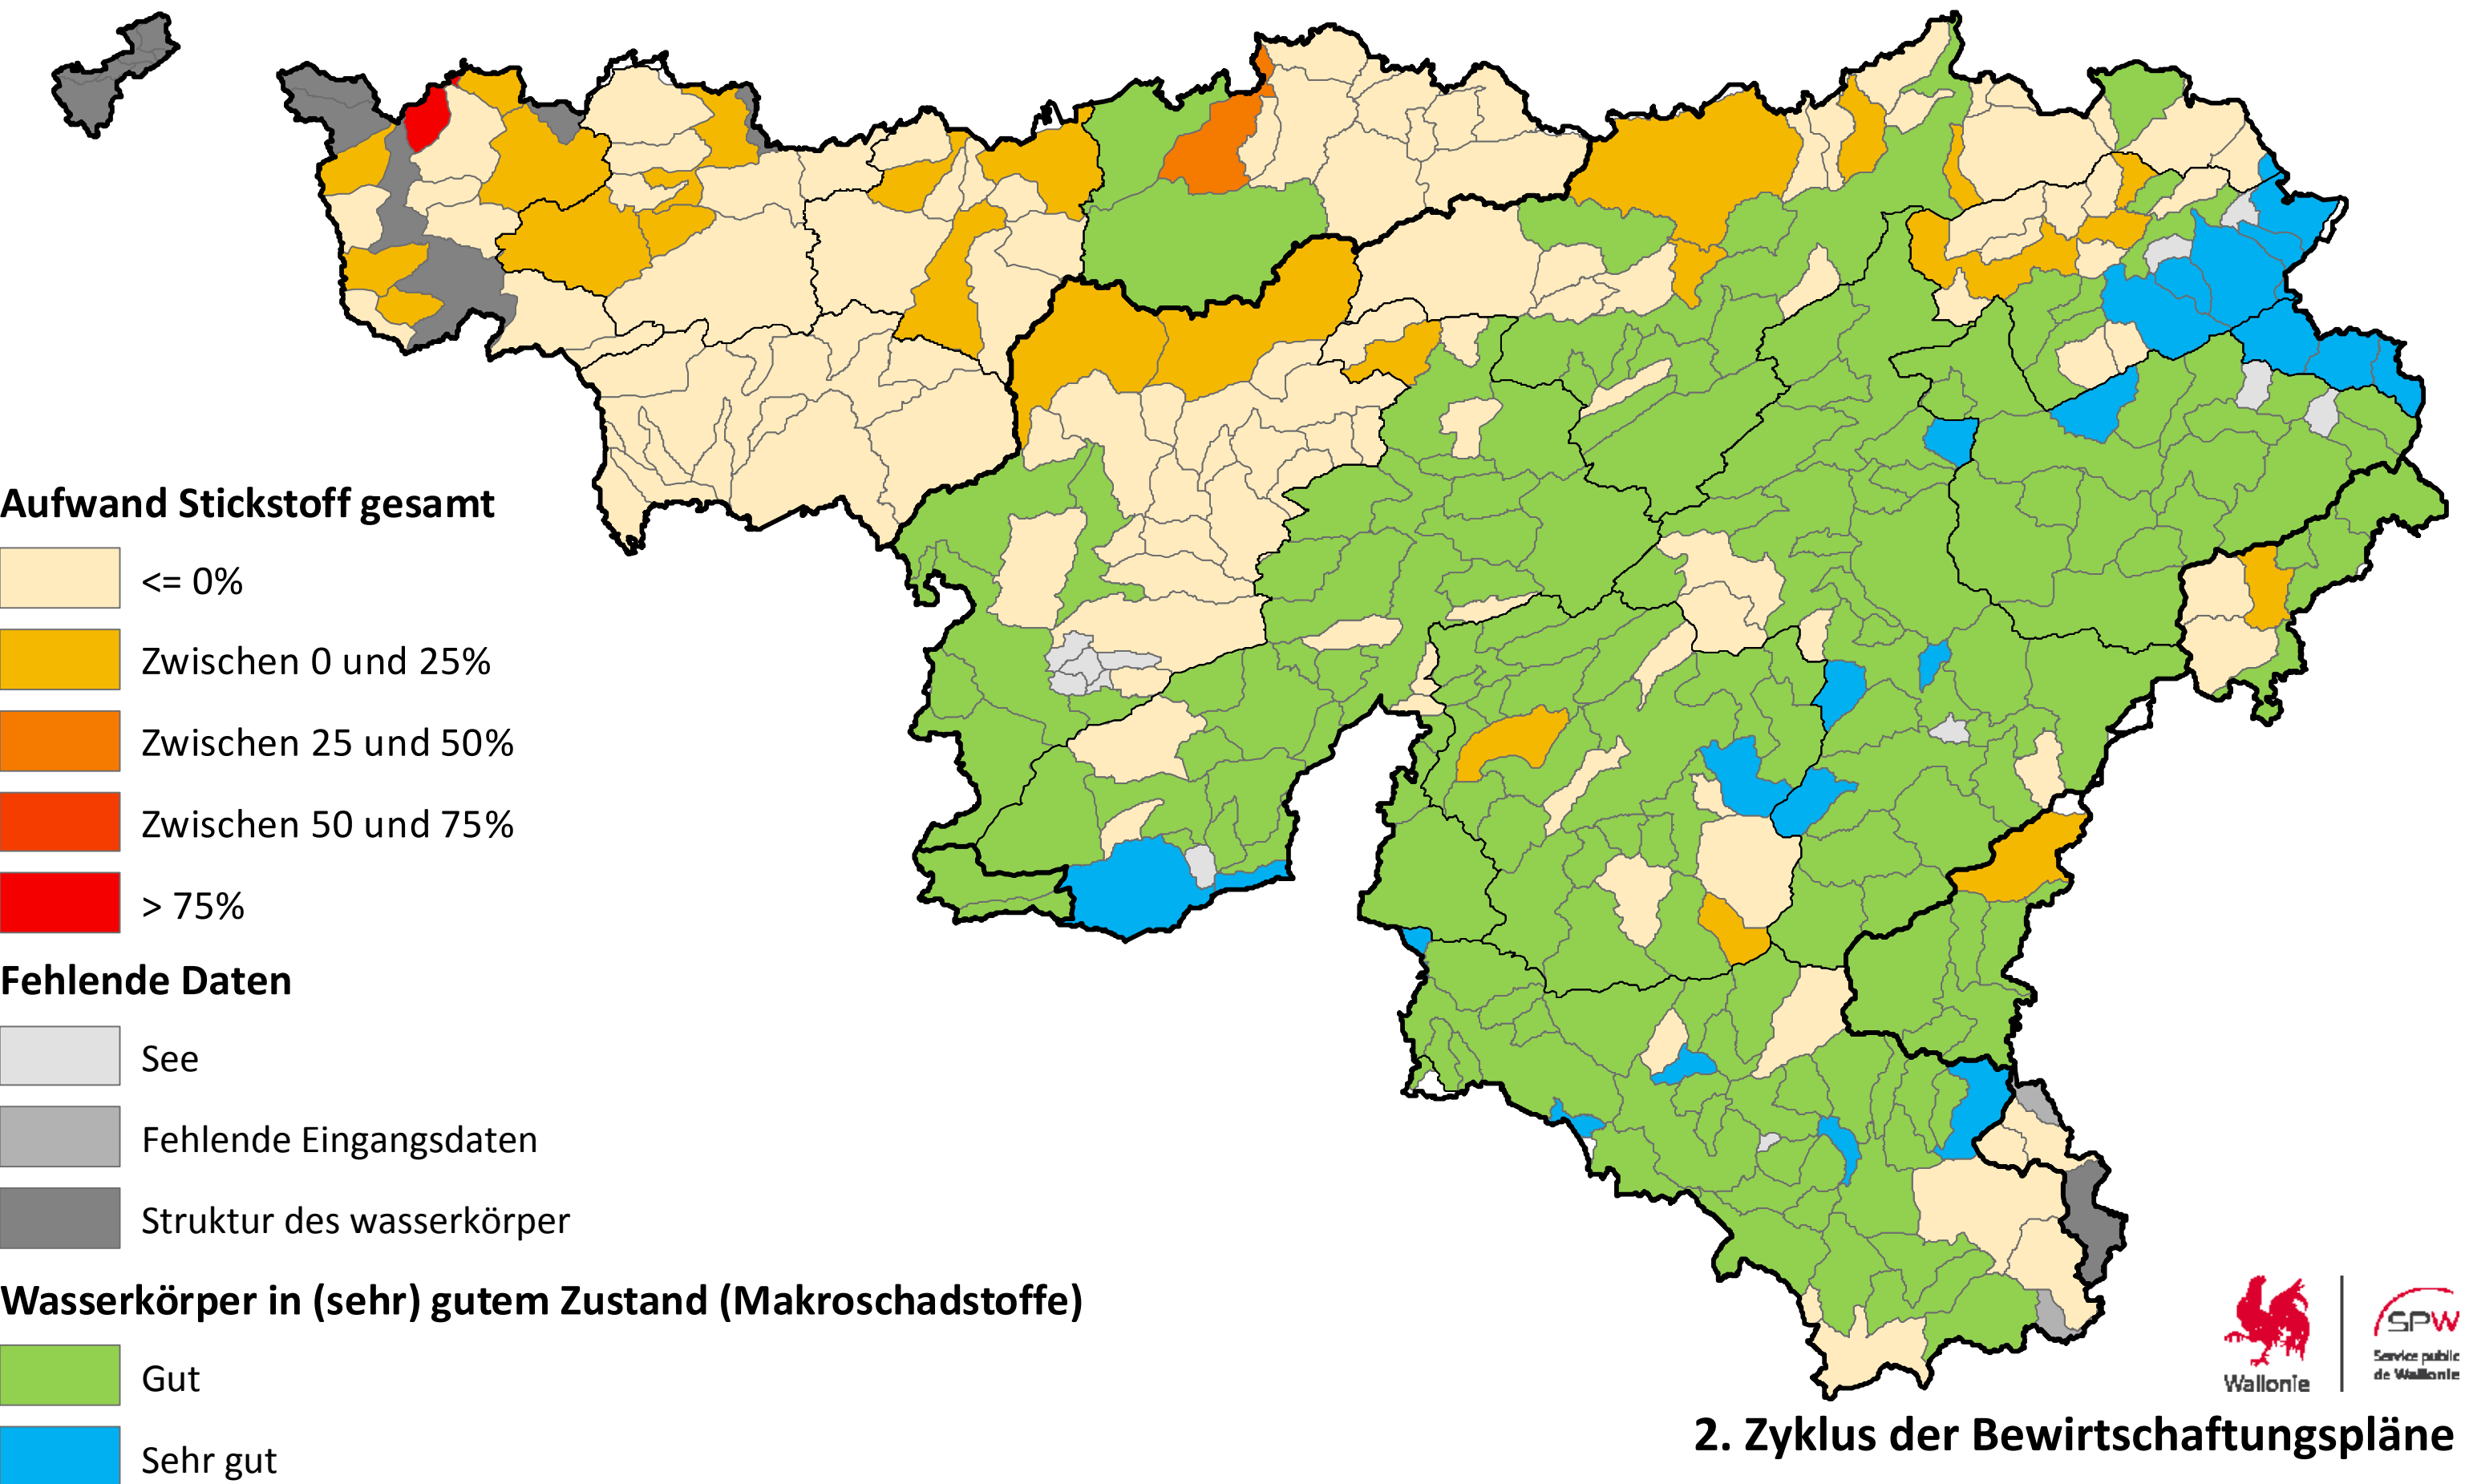 Aufwand Stickstoff gesamt
<= 0%
Zwischen 0 und 25%
Zwischen 25 und 50%
Zwischen 50 und 75%
> 75%
Fehlende Daten
See
Fehlende Eingangsdaten
Struktur des wasserkörper
Wasserkörper in (sehr) gutem Zustand (Makroschadstoffe)
Gut
Sehr gut
Wallonie
SPW
Service public
de Wallonie
2. Zyklus der Bewirtschaftungspläne